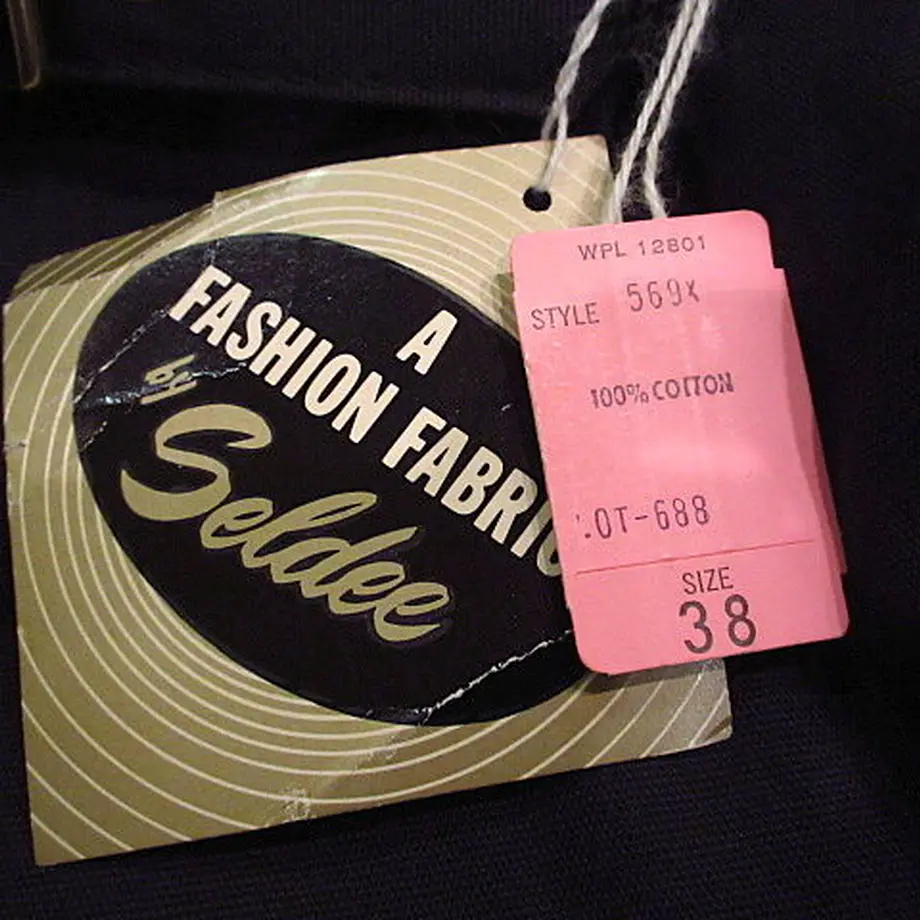 A
FASHION FABRIC
by
Seldee
WPL 12801
STYLE 569X
100% COTTON
LOT-688
SIZE
38